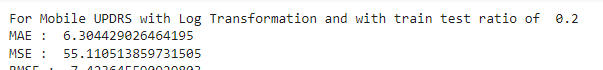 For Mobile UPDRS with Log Transformation and with train test ratio of 0.2
MAE : 6.304429026464195
MSE : 55.110513859731505